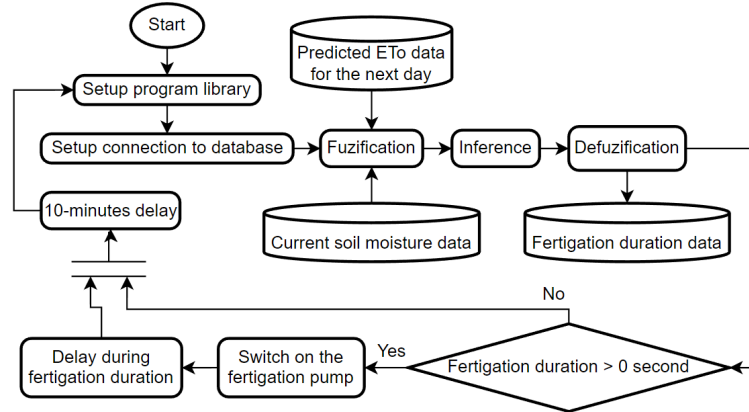 Start
Predicted ETo data
for the next day
Setup program library
Setup connection to database
Fuzification
Inference
Defuzification
10-minutes delay
Current soil moisture data
Fertigation duration data
No
Delay during
fertigation duration
Switch on the
fertigation pump
Yes
Fertigation duration > 0 second